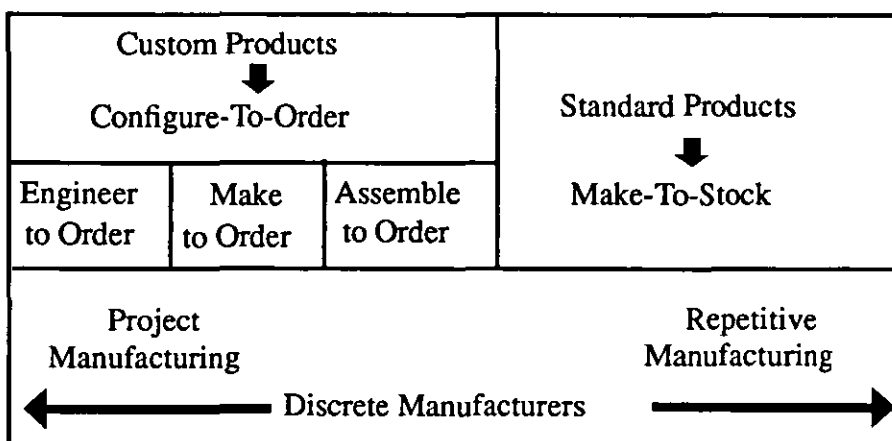 Custom Products
Configure-To-Order
Engineer
to Order
Make
to Order
Assemble
to Order
Standard Products
Make-To-Stock
Project
Manufacturing
Repetitive
Manufacturing
Discrete Manufacturers